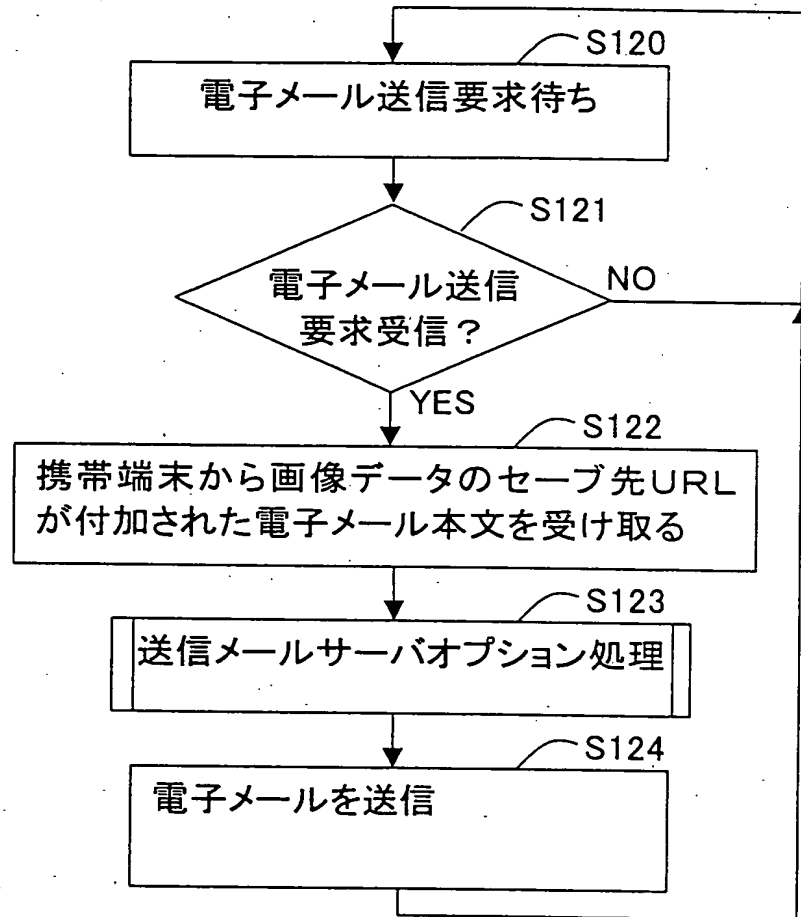 S120
電子メール送信要求待ち
S121
電子メール送信
要求受信?
NO
YES
S122
携帯端末から画像データのセーブ先URL
が付加された電子メール本文を受け取る
S123
送信メールサーバオプション処理
S124
電子メールを送信